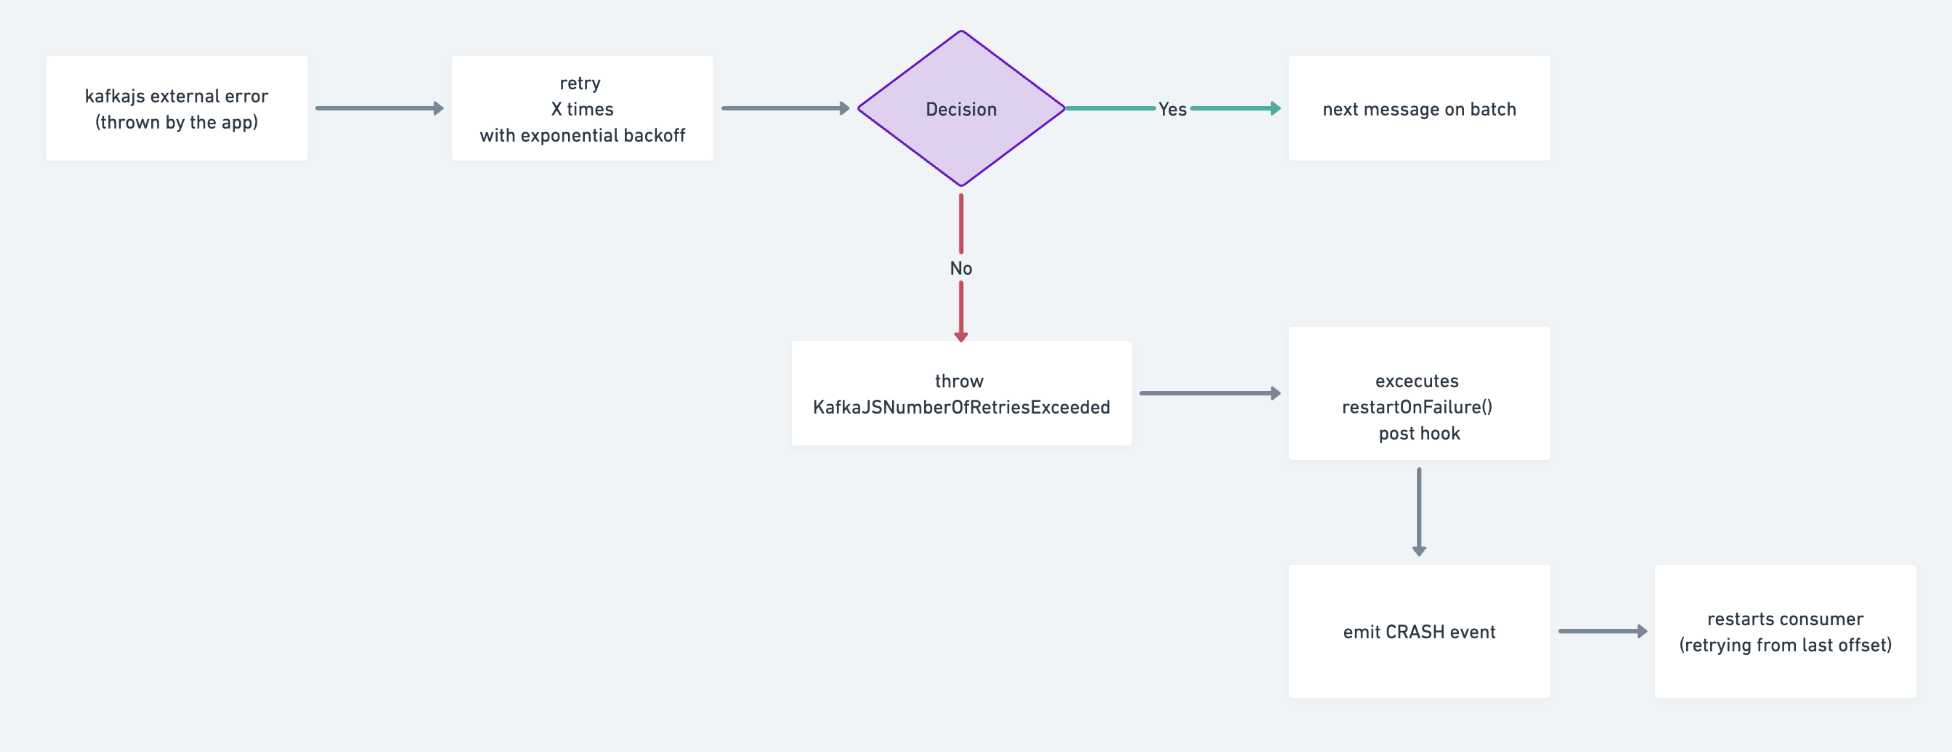 kafkajs external error
(thrown by the app)
retry
X times
with exponential backoff
Decision
Yes
next message on batch
No
throw
KafkaJSNumberOfRetriesExceeded
excecutes
restartOnFailure()
post hook
emit CRASH event
restarts consumer
(retrying from last offset)